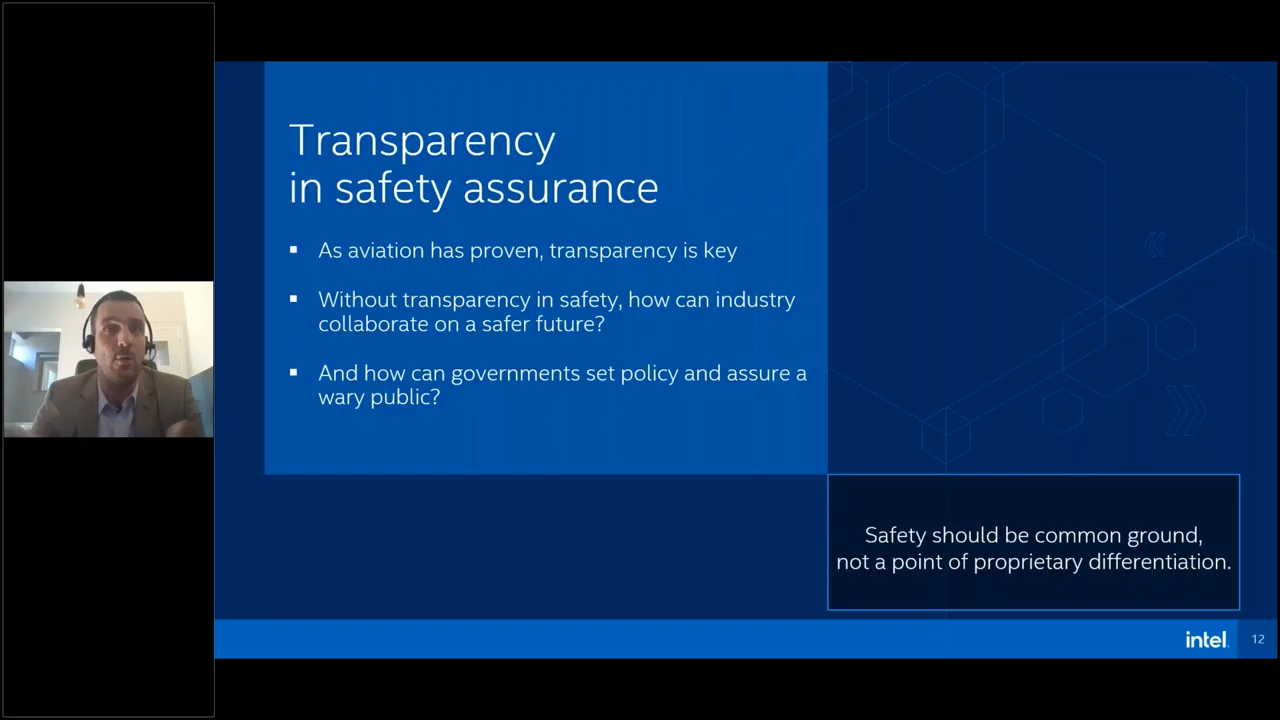 Transparency
in safety assurance
▪ As aviation has proven, transparency is key
▪ Without transparency in safety, how can industry
collaborate on a safer future?
▪ And how can governments set policy and assure a
wary public?
Safety should be common ground,
not a point of proprietary differentiation.
intel.
12